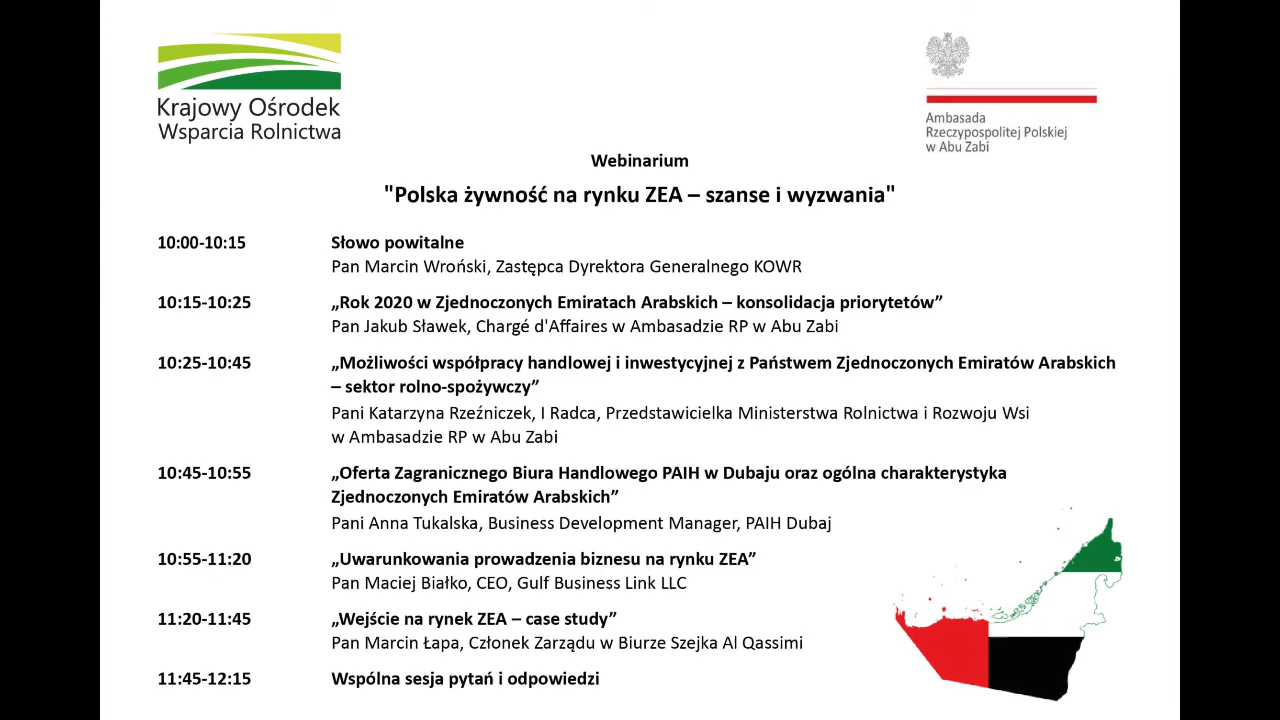 Krajowy Ośrodek
Wsparcia Rolnictwa
Ambasada
Rzeczypospolitej Polskiej
w Abu Zabi
Webinarium
"Polska żywność na rynku ZEA – szanse i wyzwania"
10:00-10:15 Słowo powitalne
Pan Marcin Wroński, Zastępca Dyrektora Generalnego KOWR
10:15-10:25 „Rok 2020 w Zjednoczonych Emiratach Arabskich – konsolidacja priorytetów”
Pan Jakub Sławek, Chargé d'Affaires w Ambasadzie RP w Abu Zabi
10:25-10:45 „Możliwości współpracy handlowej i inwestycyjnej z Państwem Zjednoczonych Emiratów Arabskich
– sektor rolno-spożywczy”
Pani Katarzyna Rzeźniczek, I Radca, Przedstawicielka Ministerstwa Rolnictwa i Rozwoju Wsi
w Ambasadzie RP w Abu Zabi
10:45-10:55 „Oferta Zagranicznego Biura Handlowego PAIH w Dubaju oraz ogólna charakterystyka
Zjednoczonych Emiratów Arabskich”
Pani Anna Tukalska, Business Development Manager, PAIH Dubaj
10:55-11:20 „Uwarunkowania prowadzenia biznesu na rynku ZEA”
Pan Maciej Białko, CEO, Gulf Business Link LLC
11:20-11:45 „Wejście na rynek ZEA – case study”
Pan Marcin Łapa, Członek Zarządu w Biurze Szejka Al Qassimi
11:45-12:15 Wspólna sesja pytań i odpowiedzi